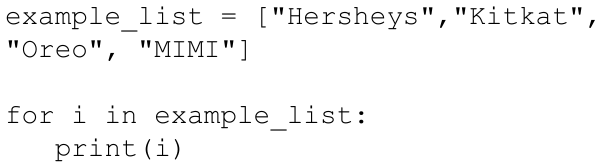 example_list = ["Hersheys","Kitkat",
"Oreo", "MIMI"]
for i in example_list:
   print(i)